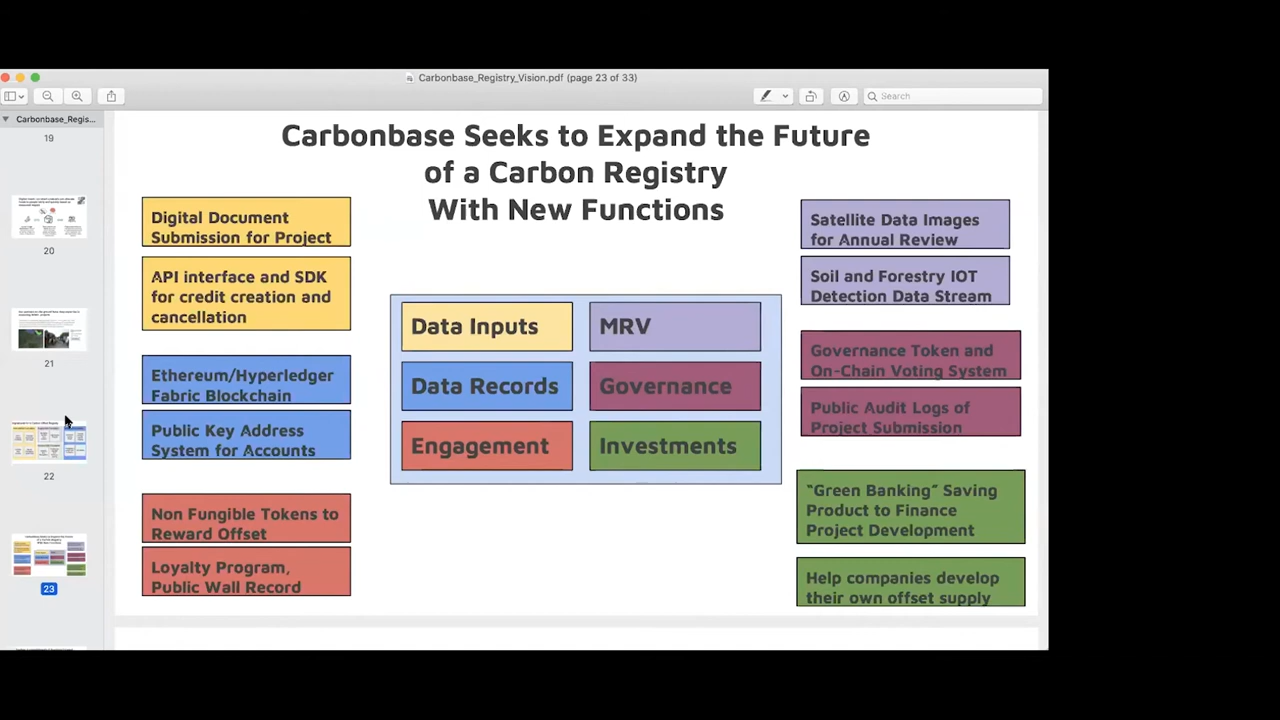 Carbonbase_Registry_Vision.pdf (page 23 of 33)
Search
Carbonbase_Regis...
19
20
21
22
23
Carbonbase Seeks to Expand the Future
of a Carbon Registry
With New Functions
Digital Document
Submission for Project
API interface and SDK
for credit creation and
cancellation
Ethereum/Hyperledger
Fabric Blockchain
Public Key Address
System for Accounts
Non Fungible Tokens to
Reward Offset
Loyalty Program,
Public Wall Record
Data Inputs
MRV
Data Records
Governance
Engagement
Investments
Satellite Data Images
for Annual Review
Soil and Forestry IOT
Detection Data Stream
Governance Token and
On-Chain Voting System
Public Audit Logs of
Project Submission
“Green Banking” Saving
Product to Finance
Project Development
Help companies develop
their own offset supply